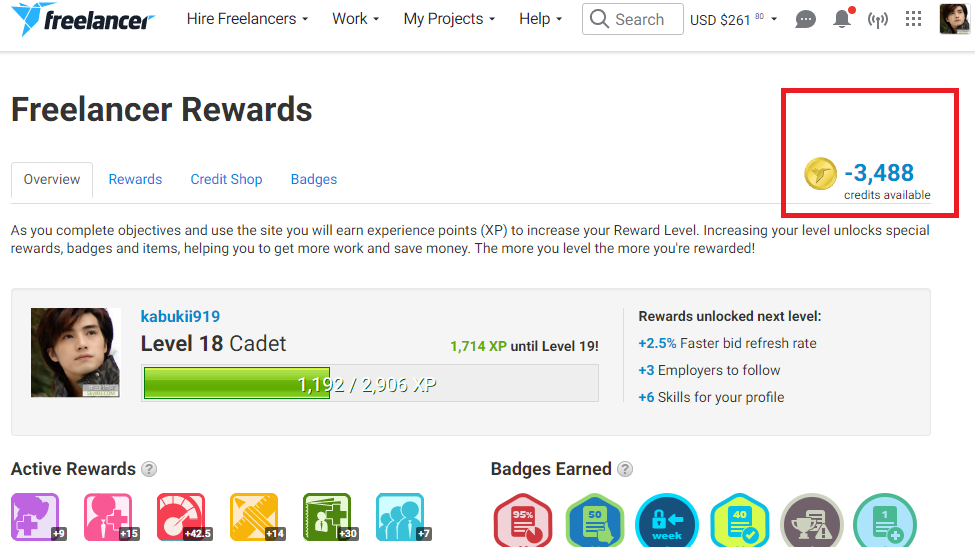 freelancer
Hire Freelancers Work My Projects Help Search USD $261 80
Freelancer Rewards
Overview Rewards Credit Shop Badges
-3,488
credits available
As you complete objectives and use the site you will earn experience points (XP) to increase your Reward Level. Increasing your level unlocks special
rewards, badges and items, helping you to get more work and save money. The more you level the more you're rewarded!
kabukii919
Level 18 Cadet
1,714 XP until Level 19!
1,192 / 2,906 XP
Rewards unlocked next level:
+2.5% Faster bid refresh rate
+3 Employers to follow
+6 Skills for your profile
Active Rewards ?
+9 +15 +42.5 +14 +30 +7
Badges Earned ?
95% 50 week 40 1